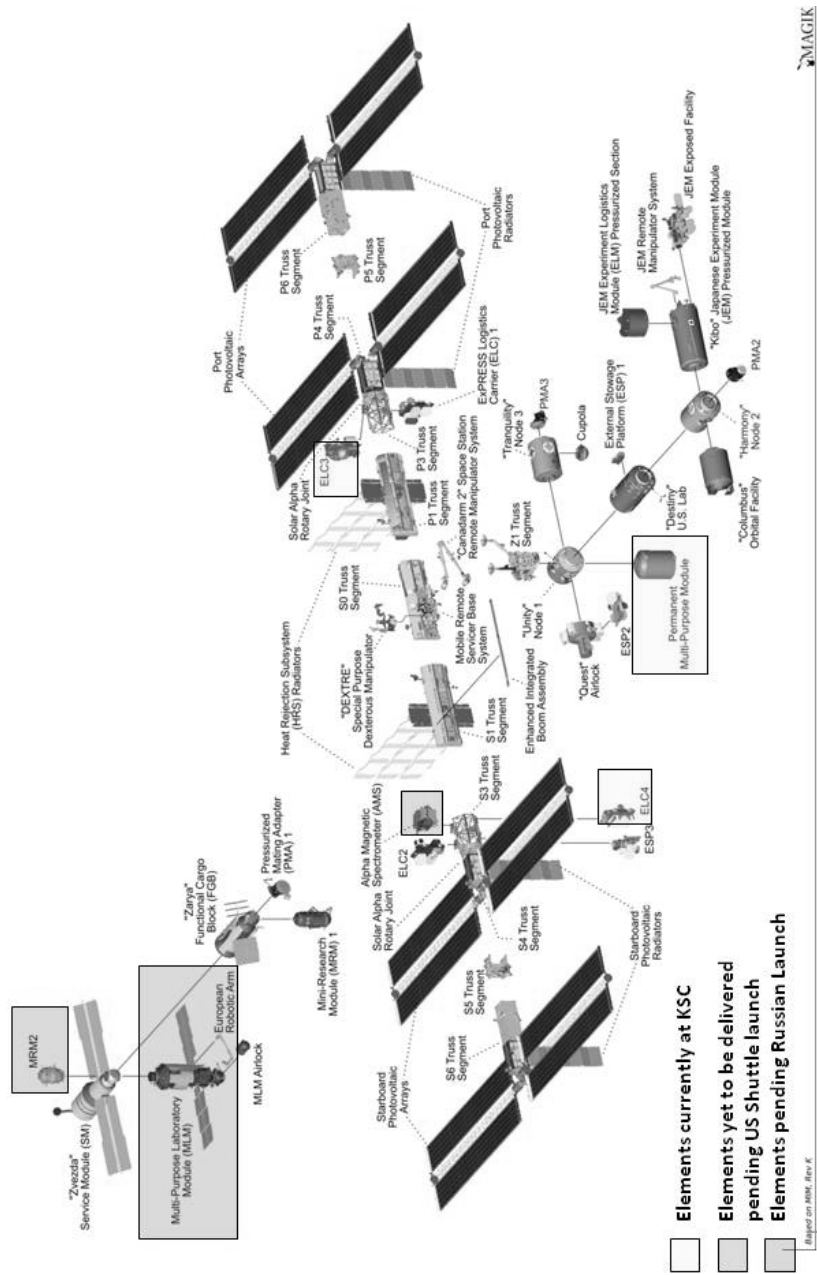 "Zvezda"
Service Module (SM)
MRM2
Multi-Purpose Laboratory
Module (MLM)
European
Robotic Arm
MLM Airlock
"Zarya"
Functional Cargo
Block (FGB)
Pressurized
Mating Adapter
(PMA) 1
Mini-Research
Module (MRM) 1
Heat Rejection Subsystem
(HRS) Radiators
Port
Photovoltaic
Arrays
P6 Truss
Segment
P5 Truss
Segment
P4 Truss
Segment
Port
Photovoltaic
Radiators
Solar Alpha
Rotary Joint
ELC3
ExPRESS Logistics
Carrier (ELC) 1
P3 Truss
Segment
P1 Truss
Segment
"Canadarm 2" Space Station
Remote Manipulator System
S0 Truss
Segment
"DEXTRE"
Special Purpose
Dexterous Manipulator
Mobile Remote
Servicer Base
System
S1 Truss
Segment
Enhanced Integrated
Boom Assembly
Alpha Magnetic
Spectrometer (AMS)
S3 Truss
Segment
ELC2
ELC4
ESP3
Solar Alpha
Rotary Joint
S4 Truss
Segment
Starboard
Photovoltaic
Radiators
S5 Truss
Segment
S6 Truss
Segment
Starboard
Photovoltaic
Arrays
Z1 Truss
Segment
"Unity"
Node 1
"Quest"
Airlock
ESP2
Permanent
Multi-Purpose Module
"Tranquility"
Node 3
PMA3
Cupola
External Stowage
Platform (ESP) 1
"Destiny"
U.S. Lab
JEM Experiment Logistics
Module (ELM) Pressurized Section
JEM Remote
Manipulator System
JEM Exposed Facility
"Kibo" Japanese Experiment Module
(JEM) Pressurized Module
PMA2
"Harmony"
Node 2
"Columbus"
Orbital Facility
Elements currently at KSC
Elements yet to be delivered
pending US Shuttle launch
Elements pending Russian Launch
Based on MIM, Rev K
MAGIK